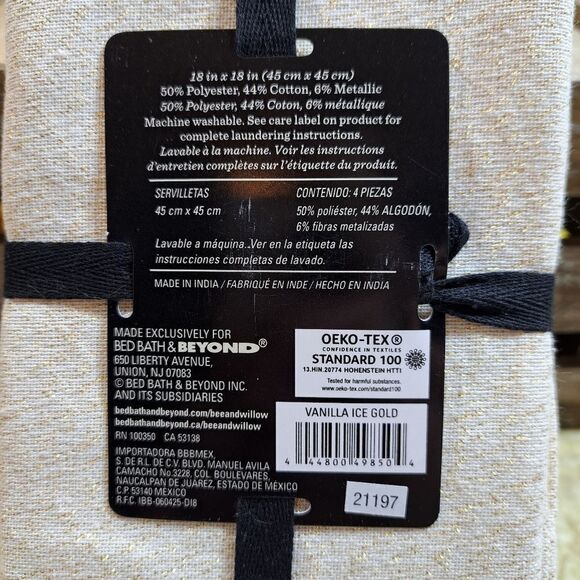 18 in x 18 in (45 cm x 45 cm)
50% Polyester, 44% Cotton, 6% Metallic
50% Polyester, 44% Coton, 6% métallique
Machine washable. See care label on product for
complete laundering instructions.
Lavable à la machine. Voir les instructions
d'entretien complètes sur l'étiquette du produit.
SERVILLETAS
45 cm x 45 cm
CONTENIDO: 4 PIEZAS
50% poliéster, 44% ALGODÓN,
6% fibras metalizadas
Lavable a máquina. Ver en la etiqueta las
instrucciones completas de lavado.
MADE IN INDIA / FABRIQUÉ EN INDE / HECHO EN INDIA
MADE EXCLUSIVELY FOR
BED BATH & BEYOND®
650 LIBERTY AVENUE,
UNION, NJ 07083
© BED BATH & BEYOND INC.
AND ITS SUBSIDIARIES
bedbathandbeyond.com/beeandwillow
bedbathandbeyond.ca/beeandwillow
RN 100350 CA 53138
IMPORTADORA BBBMEX,
S. DE R.L. DE C.V. BLVD. MANUEL AVILA
CAMACHO No.3228, COL. BOULEVARES,
NAUCALPAN DE JUAREZ, ESTADO DE MÉXICO
C.P. 53140 MÉXICO
R.F.C. IBB-060425-DI8
OEKO-TEX®
CONFIDENCE IN TEXTILES
STANDARD 100
13.HIN.20774 HOHENSTEIN HTTI
Tested for harmful substances.
www.oeko-tex.com/standard100
VANILLA ICE GOLD
4 44800 49850 4
21197